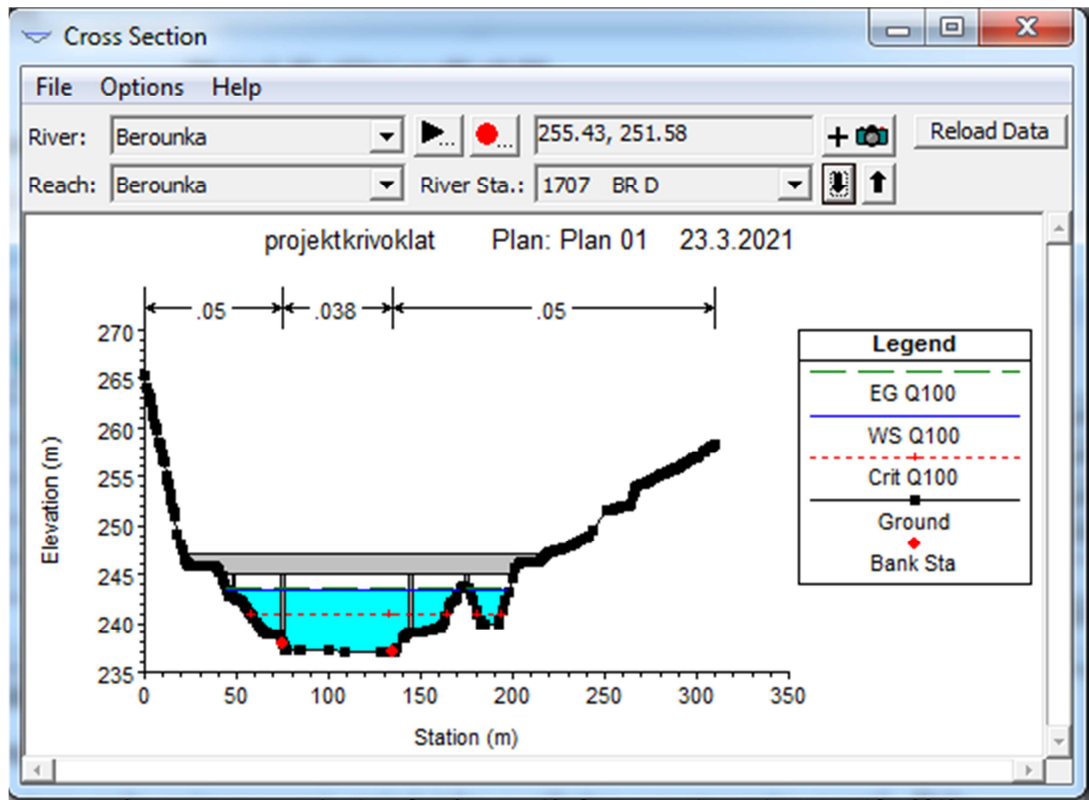 Cross Section
File Options Help
River: Berounka ... ... 255.43, 251.58 + Reload Data
Reach: Berounka River Sta.: 1707 BR D
projektkrivoklat Plan: Plan 01 23.3.2021
.05 .038 .05
Legend
EG Q100
WS Q100
Crit Q100
Ground
Bank Sta
Elevation (m)
270
265
260
255
250
245
240
235
0 50 100 150 200 250 300 350
Station (m)